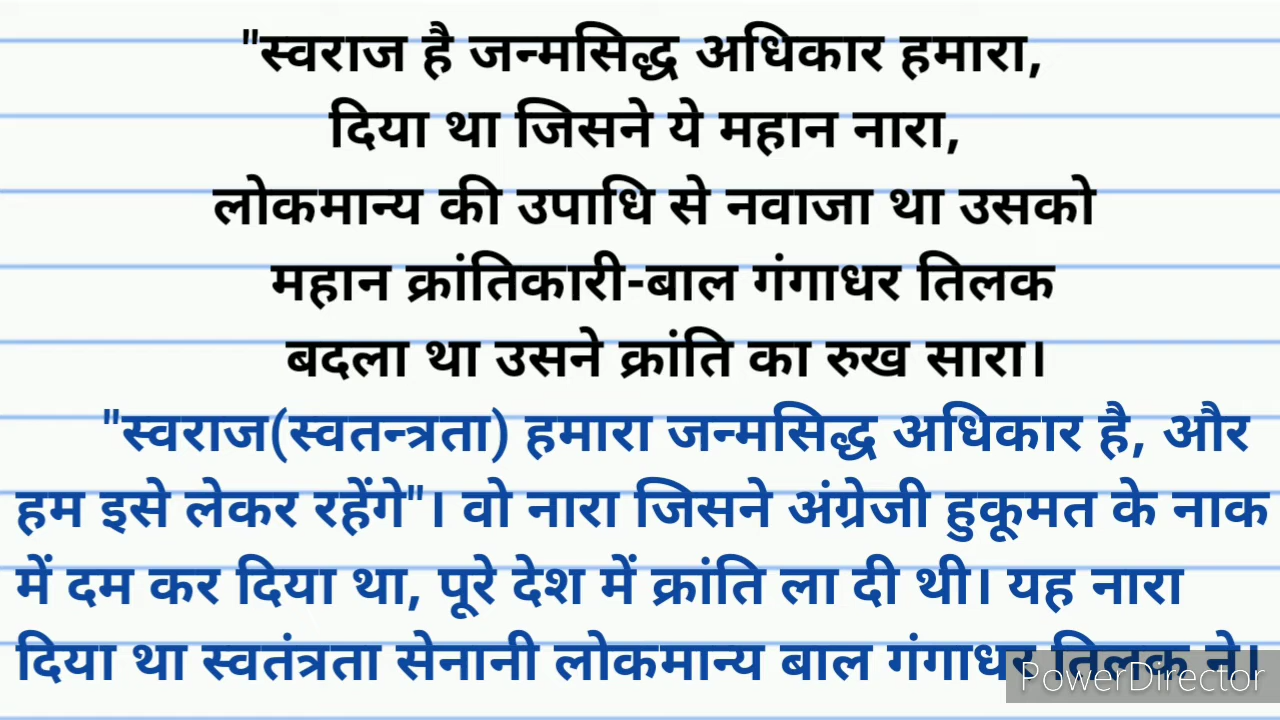 "स्वराज है जन्मसिद्ध अधिकार हमारा,
दिया था जिसने ये महान नारा,
लोकमान्य की उपाधि से नवाजा था उसको
महान क्रांतिकारी-बाल गंगाधर तिलक
बदला था उसने क्रांति का रुख सारा।
"स्वराज(स्वतन्त्रता) हमारा जन्मसिद्ध अधिकार है, और
हम इसे लेकर रहेंगे"। वो नारा जिसने अंग्रेजी हुकूमत के नाक
में दम कर दिया था, पूरे देश में क्रांति ला दी थी। यह नारा
दिया था स्वतंत्रता सेनानी लोकमान्य बाल गंगाधर तिलक ने।
PowerDirector